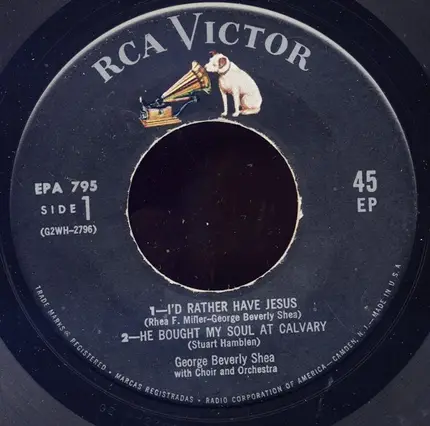 RCA VICTOR
EPA 795
SIDE 1
(G2WH-2796)
45
EP
1—I'D RATHER HAVE JESUS
(Rhea F. Miller-George Beverly Shea)
2—HE BOUGHT MY SOUL AT CALVARY
(Stuart Hamblen)
George Beverly Shea
with Choir and Orchestra
TRADE MARKS ® REGISTERED • MARCAS REGISTRADAS • RADIO CORPORATION OF AMERICA—CAMDEN, N.J.—MADE IN U.S.A.